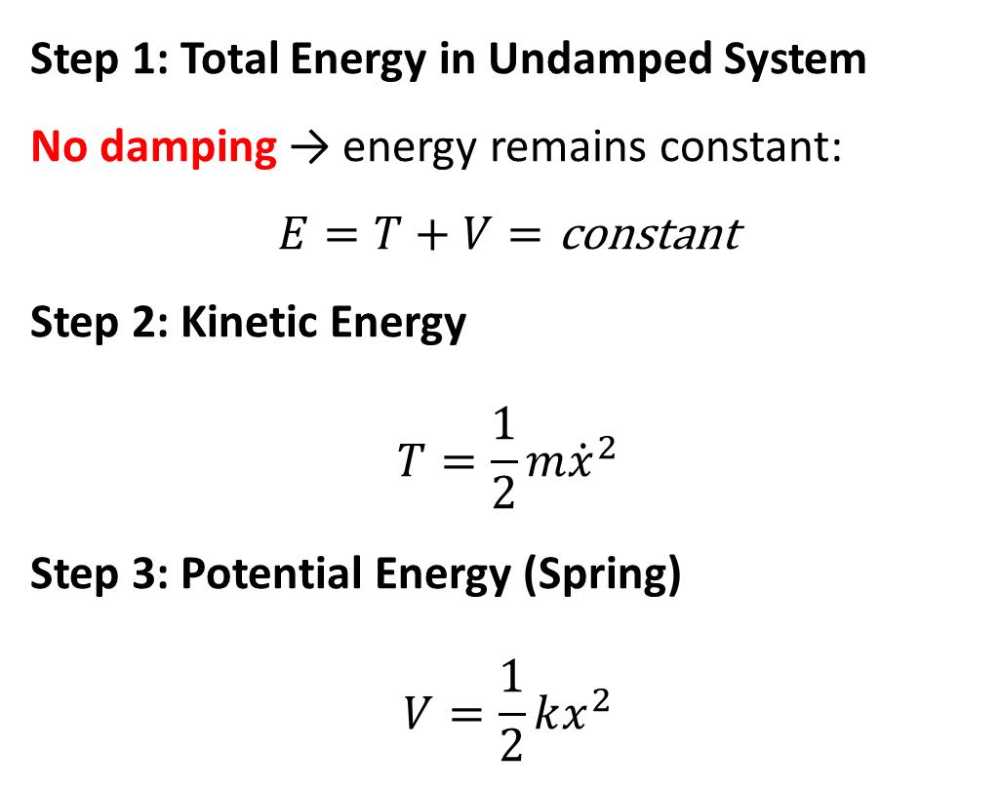 Step 1: Total Energy in Undamped System
No damping → energy remains constant:
E = T + V = constant
Step 2: Kinetic Energy
T = \frac{1}{2} m\dot{x}^2
Step 3: Potential Energy (Spring)
V = \frac{1}{2} kx^2